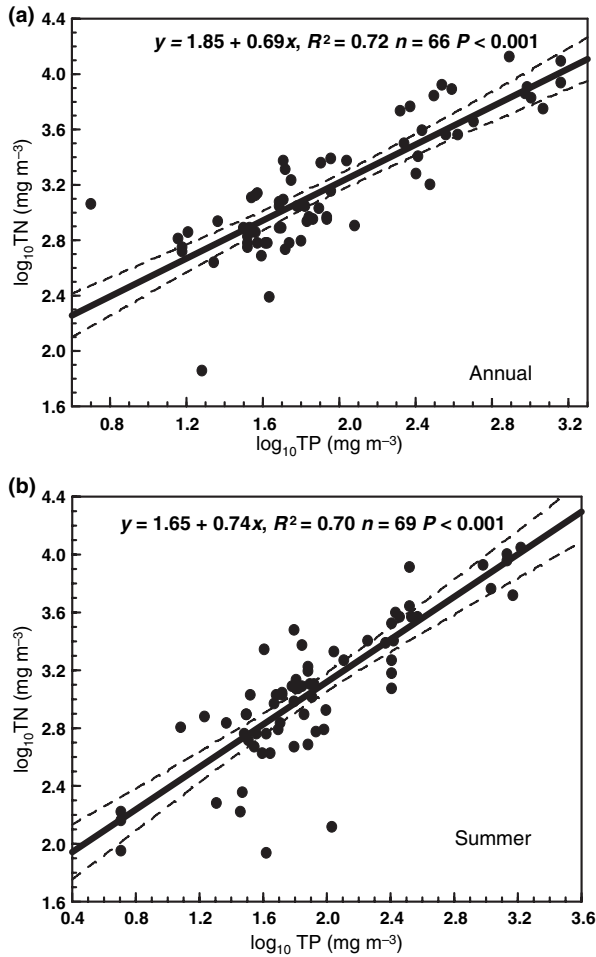 (a)
y = 1.85 + 0.69x, R² = 0.72 n = 66 P < 0.001
log₁₀TN (mg m⁻³)
4.4
4.0
3.6
3.2
2.8
2.4
2.0
1.6
Annual
0.8 1.2 1.6 2.0 2.4 2.8 3.2
log₁₀TP (mg m⁻³)
(b)
y = 1.65 + 0.74x, R² = 0.70 n = 69 P < 0.001
log₁₀TN (mg m⁻³)
4.4
4.0
3.6
3.2
2.8
2.4
2.0
1.6
Summer
0.4 0.8 1.2 1.6 2.0 2.4 2.8 3.2 3.6
log₁₀ TP (mg m⁻³)